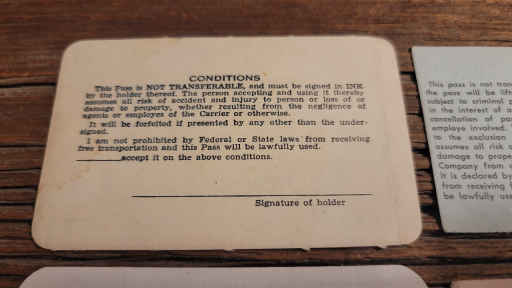 CONDITIONS
This Pass is NOT TRANSFERABLE, and must be signed in INK
by the holder thereof. The person accepting and using it thereby
assumes all risk of accident and injury to person or loss of or
damage to property, whether resulting from the negligence of
agents or employes of the Carrier or otherwise.
It will be forfeited if presented by any other than the under-
signed.
I am not prohibited by Federal or State laws from receiving
free transportation and this Pass will be lawfully used.
accept it on the above conditions.
Signature of holder
This pass is not
the pass will be
subject to criminal
in the interest of
cancellation of
employe involved.
to the exclusion
assumes all risk
damage to
Company from
It is declared by
from receiving
be lawfully